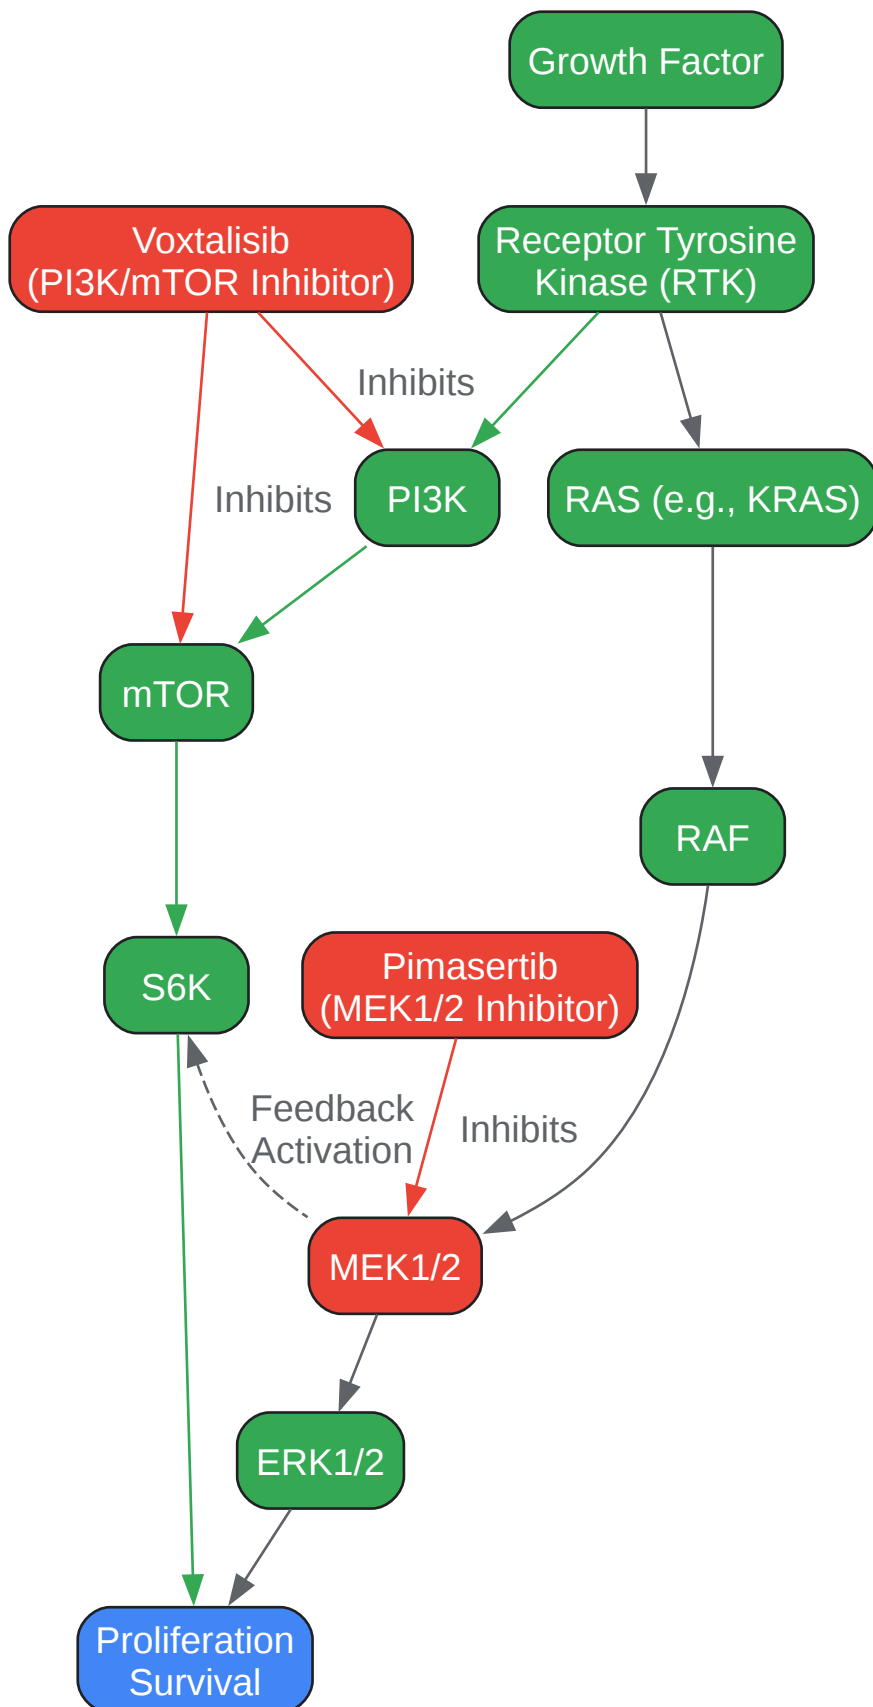 Growth Factor
Voxtalisib
(PI3K/mTOR Inhibitor)
Receptor Tyrosine
Kinase (RTK)
Inhibits
Inhibits
PI3K
RAS (e.g., KRAS)
mTOR
RAF
S6K
Pimasertib
(MEK1/2 Inhibitor)
Feedback
Activation
Inhibits
MEK1/2
ERK1/2
Proliferation
Survival